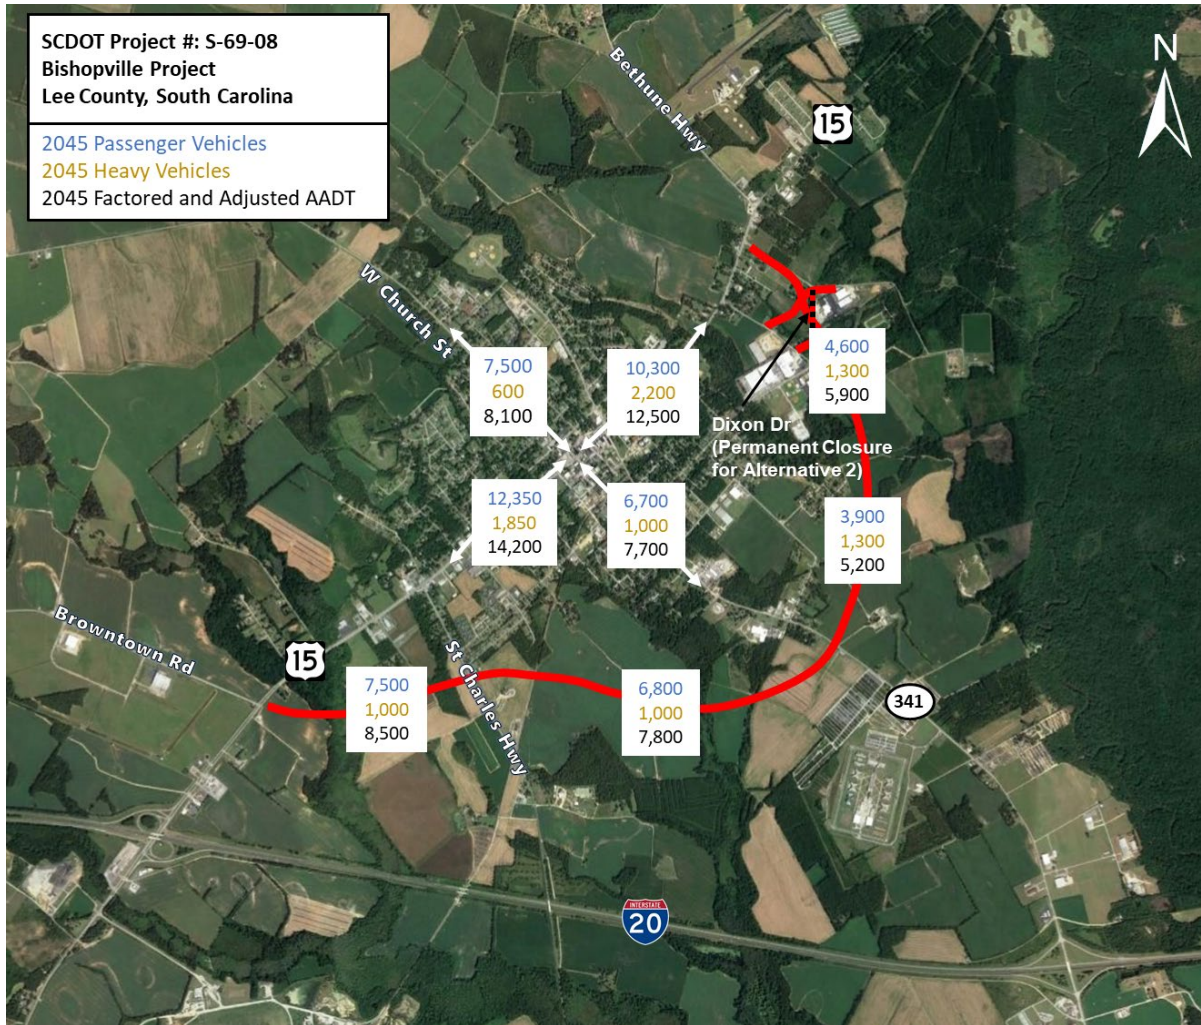 SCDOT Project #: S-69-08
Bishopville Project
Lee County, South Carolina
2045 Passenger Vehicles
2045 Heavy Vehicles
2045 Factored and Adjusted AADT
Bethune Hwy
15
N
W Church St
7,500
600
8,100
10,300
2,200
12,500
4,600
1,300
5,900
Dixon Dr
(Permanent Closure
for Alternative 2)
12,350
1,850
14,200
6,700
1,000
7,700
3,900
1,300
5,200
Browntown Rd
15
St Charles Hwy
7,500
1,000
8,500
6,800
1,000
7,800
341
INTERSTATE
20